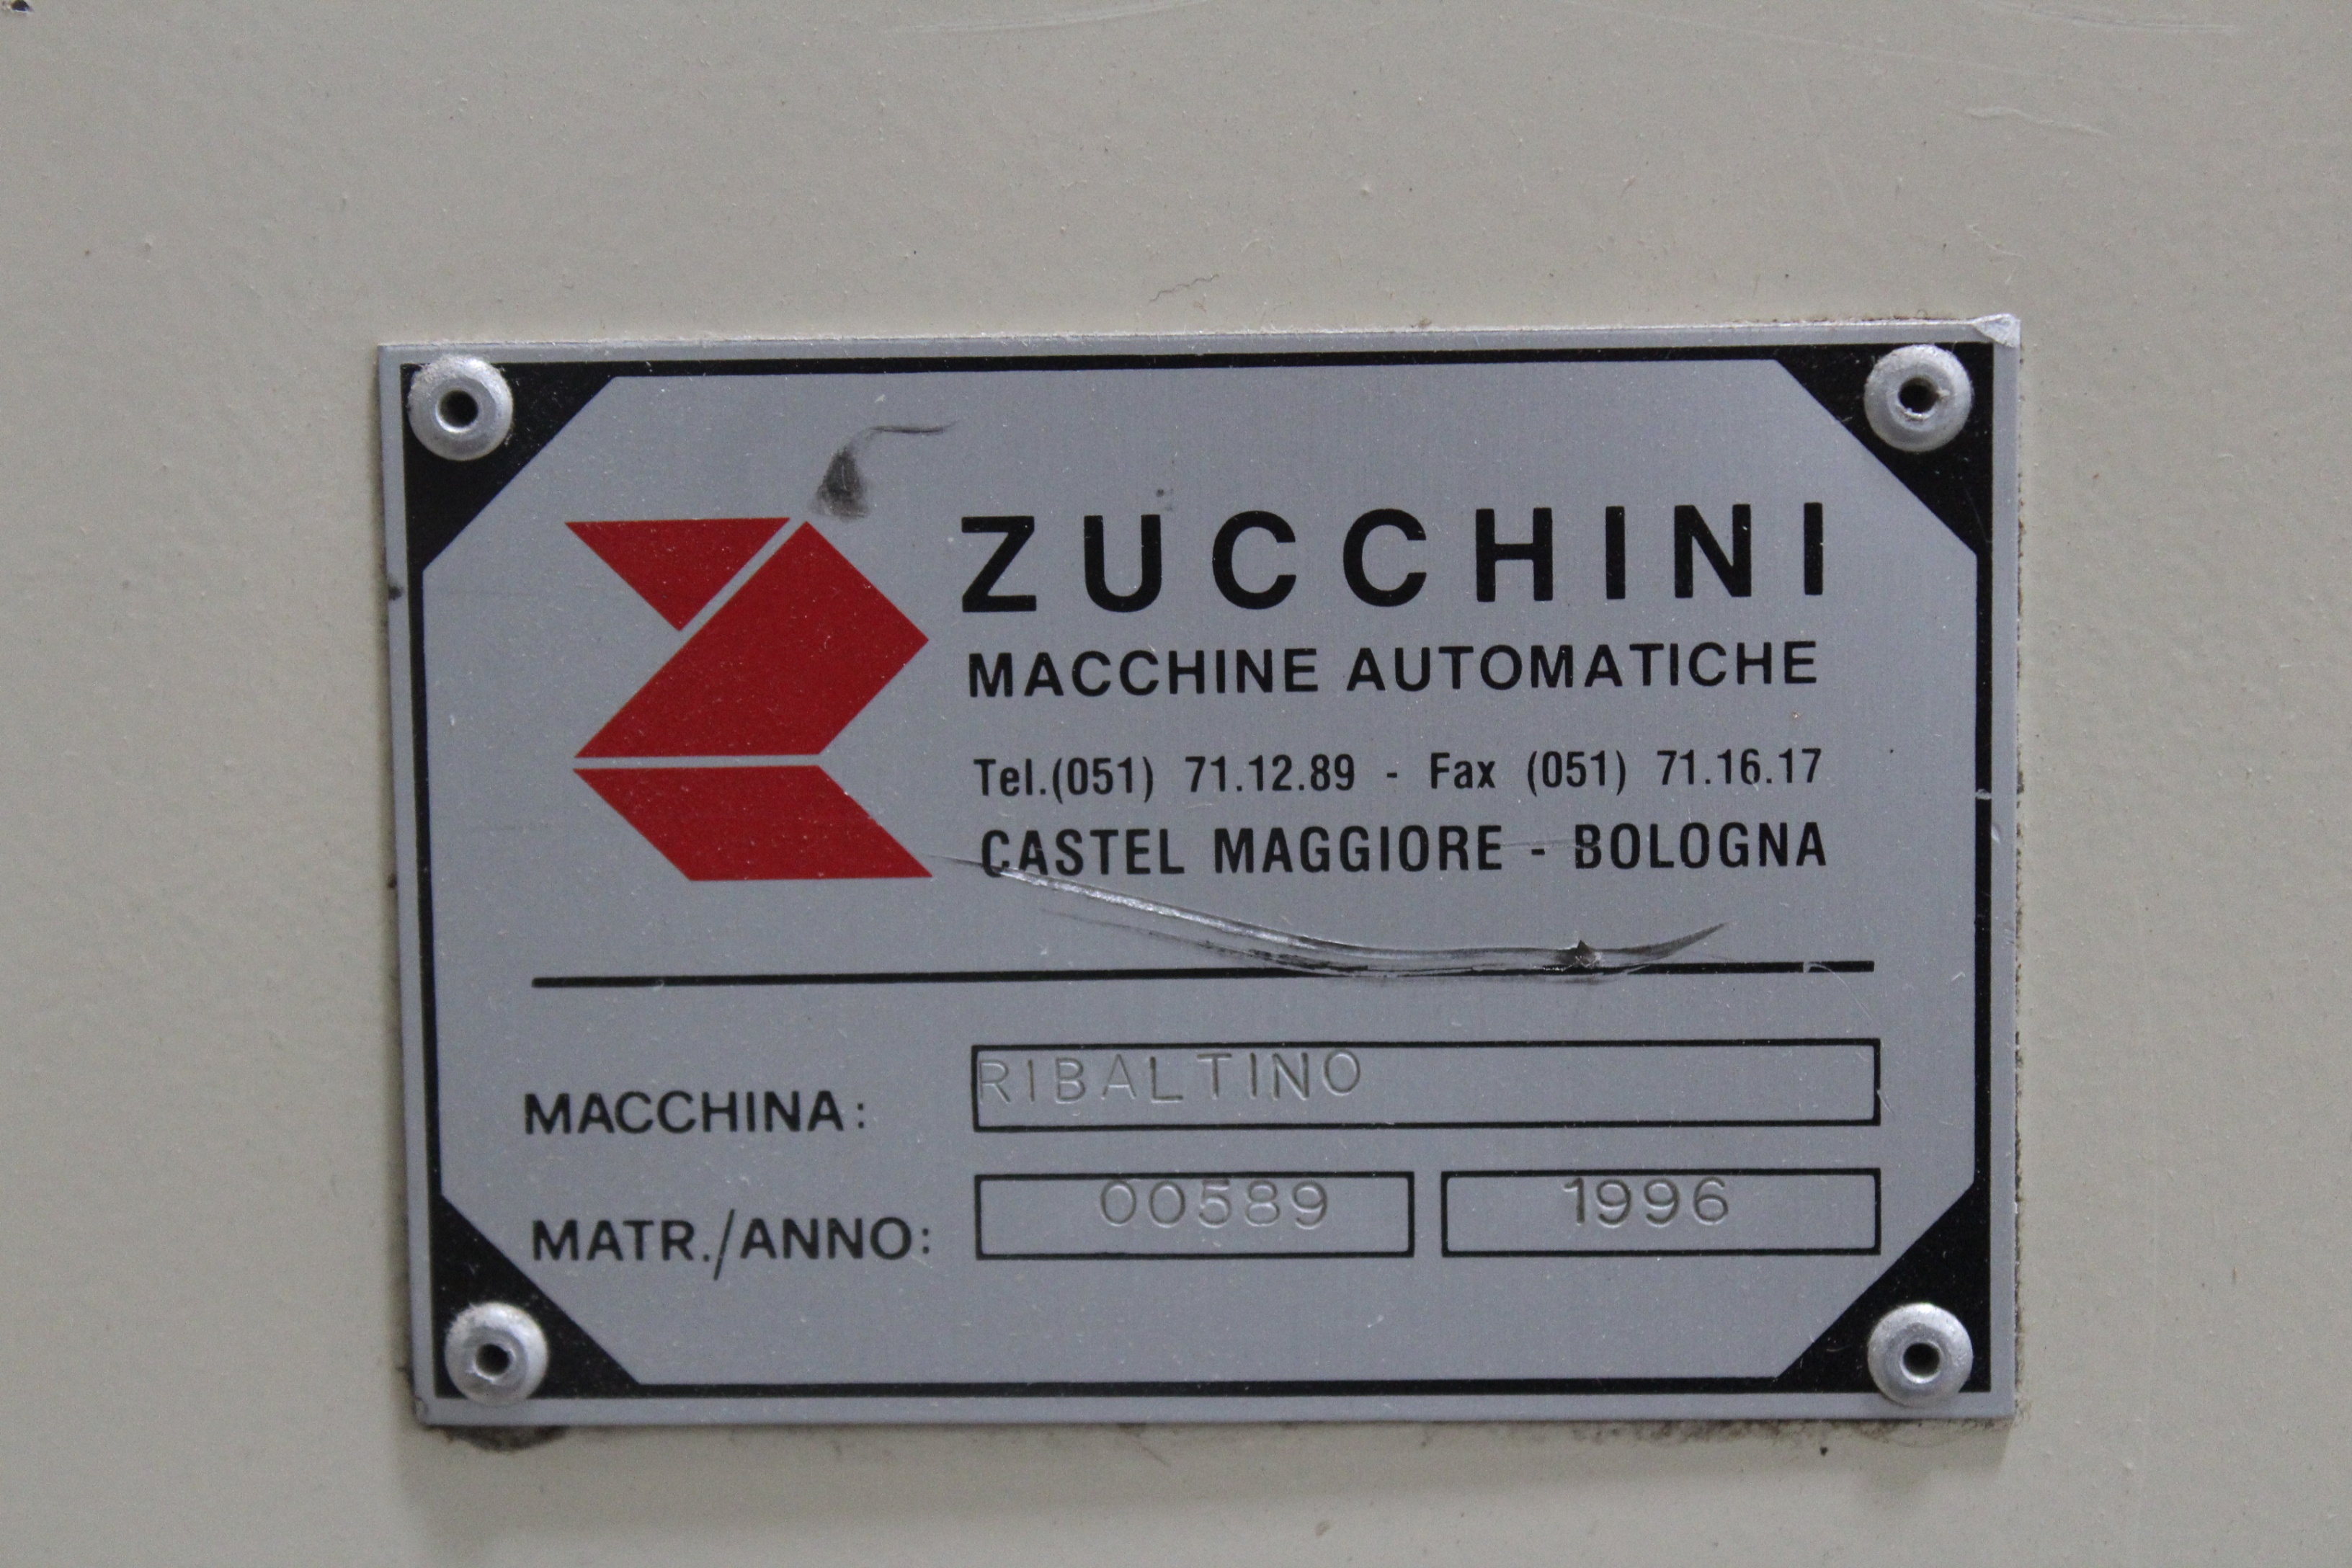 ZUCCHINI
MACCHINE AUTOMATICHE
Tel.(051) 71.12.89 - Fax (051) 71.16.17
CASTEL MAGGIORE - BOLOGNA
MACCHINA: RIBALTINO
MATR./ANNO: 00589 1996